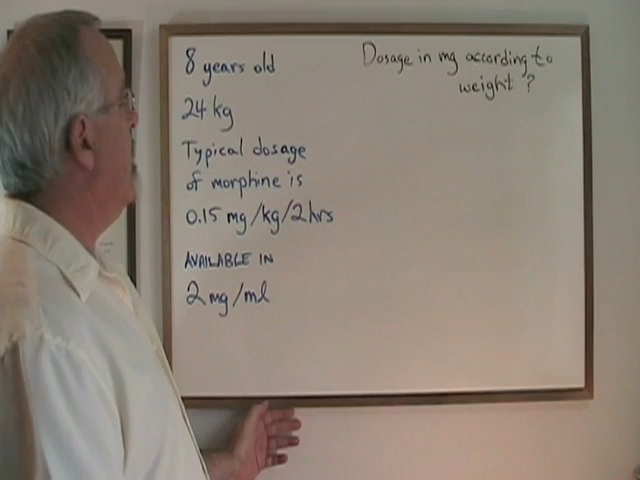 8 years old
24 kg
Typical dosage
of morphine is
0.15 mg/kg/2hrs
AVAILABLE IN
2mg/ml
Dosage in mg according to
weight ?